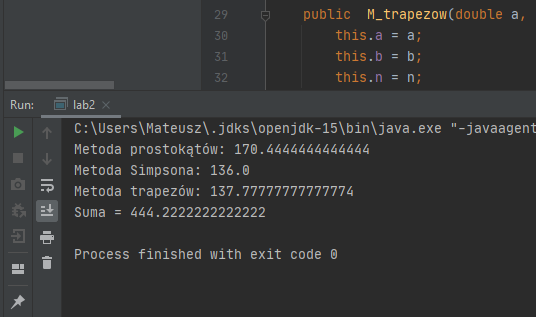 29 public M_trapezow(double a,
30 this.a = a;
31 this.b = b;
32 this.n = n;
Run: lab2
C:\Users\Mateusz\.jdks\openjdk-15\bin\java.exe "-javaagent
Metoda prostokątów: 170.4444444444444
Metoda Simpsona: 136.0
Metoda trapezów: 137.77777777777774
Suma = 444.2222222222222
Process finished with exit code 0